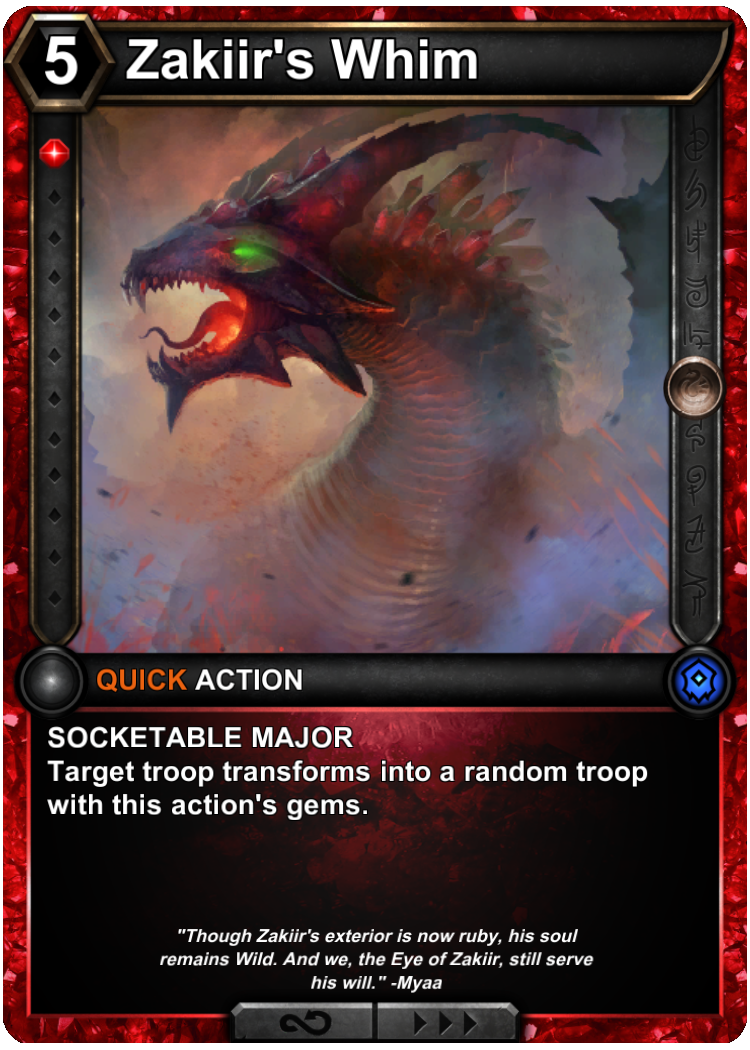 5
Zakiir's Whim
QUICK ACTION
SOCKETABLE MAJOR
Target troop transforms into a random troop
with this action's gems.
"Though Zakiir's exterior is now ruby, his soul
remains Wild. And we, the Eye of Zakiir, still serve
his will." -Myaa